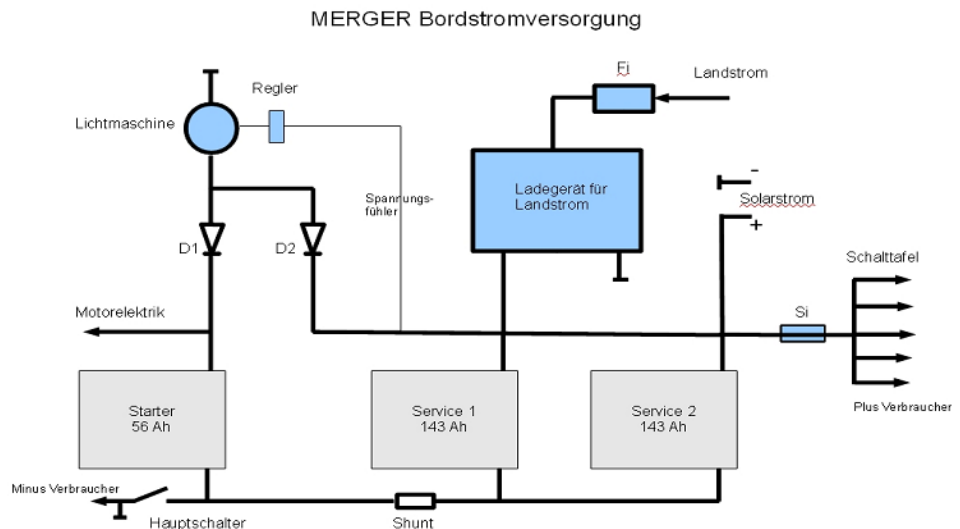 MERGER Bordstromversorgung
Fi
Landstrom
Regler
Lichtmaschine
Ladegerät für
Landstrom
-
Solarstrom
+
Spannungs-
fühler
D1
D2
Schalttafel
Motorelektrik
Si
Starter
56 Ah
Service 1
143 Ah
Service 2
143 Ah
Plus Verbraucher
Minus Verbraucher
Hauptschalter
Shunt